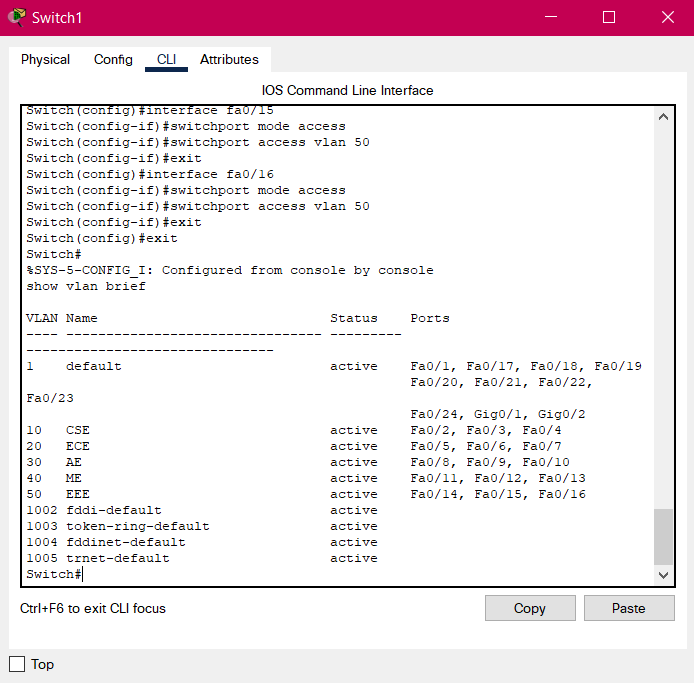 Switch1
Physical Config CLI Attributes
IOS Command Line Interface
Switch(config)#interface fa0/15
Switch(config-if)#switchport mode access
Switch(config-if)#switchport access vlan 50
Switch(config-if)#exit
Switch(config)#interface fa0/16
Switch(config-if)#switchport mode access
Switch(config-if)#switchport access vlan 50
Switch(config-if)#exit
Switch(config)#exit
Switch#
%SYS-5-CONFIG_I: Configured from console by console
show vlan brief
VLAN Name                             Status    Ports
---- -------------------------------- ---------
-------------------------------
1    default                          active    Fa0/1, Fa0/17, Fa0/18, Fa0/19
                                                Fa0/20, Fa0/21, Fa0/22,
Fa0/23
                                                Fa0/24, Gig0/1, Gig0/2
10   CSE                              active    Fa0/2, Fa0/3, Fa0/4
20   ECE                              active    Fa0/5, Fa0/6, Fa0/7
30   AE                               active    Fa0/8, Fa0/9, Fa0/10
40   ME                               active    Fa0/11, Fa0/12, Fa0/13
50   EEE                              active    Fa0/14, Fa0/15, Fa0/16
1002 fddi-default                     active
1003 token-ring-default               active
1004 fddinet-default                  active
1005 trnet-default                    active
Switch#
Ctrl+F6 to exit CLI focus
Copy Paste
Top